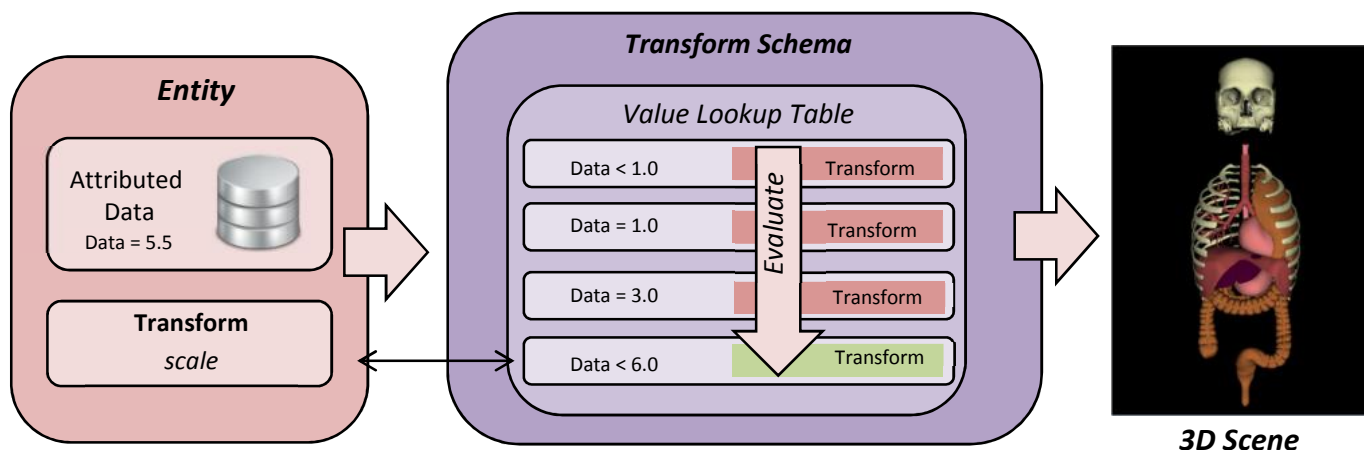 Entity
Attributed
Data
Data = 5.5
Transform
scale
Transform Schema
Value Lookup Table
Data < 1.0 Transform
Data = 1.0 Transform
Data = 3.0 Transform
Data < 6.0 Transform
Evaluate
3D Scene